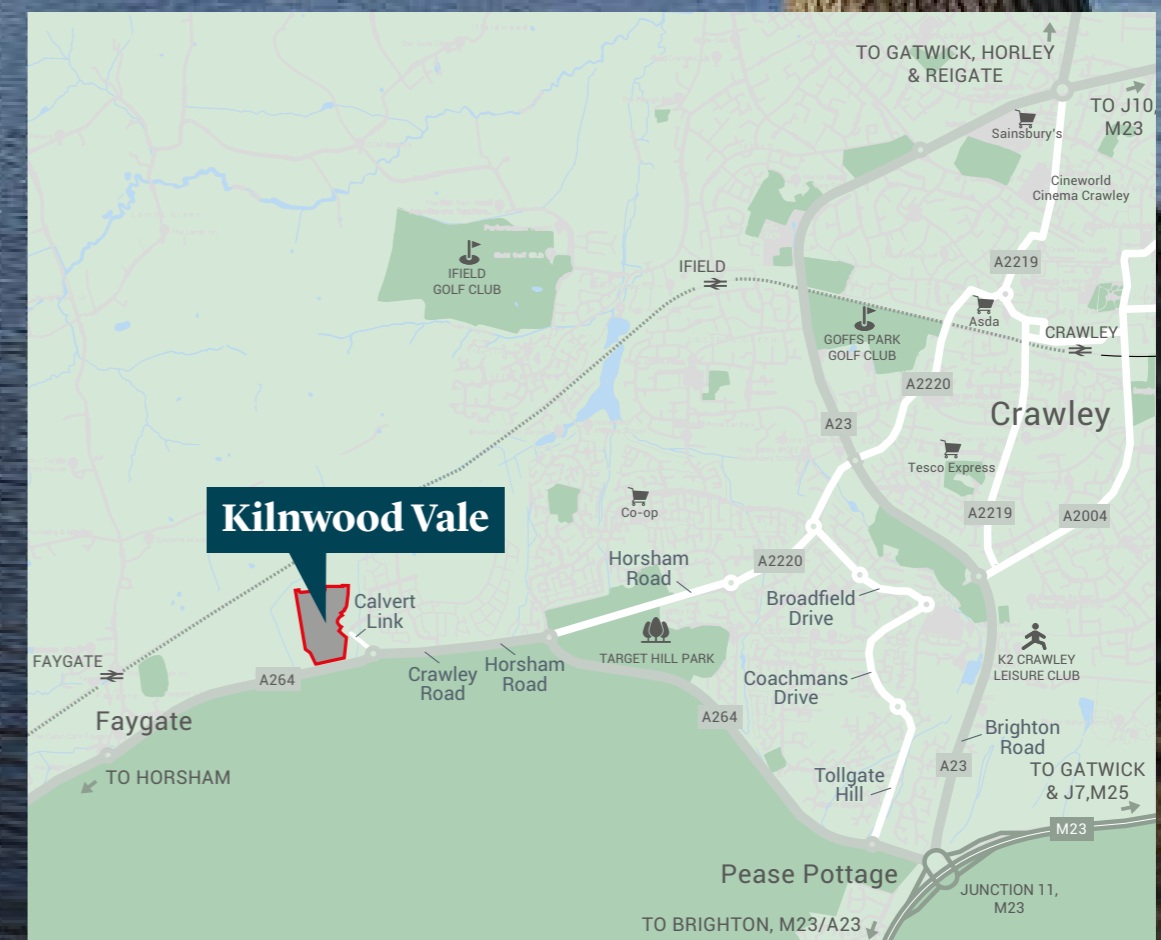 TO GATWICK, HORLEY
& REIGATE
TO J10,
M23
Sainsbury's
Cineworld
Cinema Crawley
A2219
IFIELD
GOLF CLUB
IFIELD
Asda
CRAWLEY
GOFFS PARK
GOLF CLUB
A2220
Crawley
A23
Tesco Express
Kilnwood Vale
Co-op
A2219
A2004
Horsham
Road
A2220
Calvert
Link
Broadfield
Drive
FAYGATE
A264
Crawley
Road
Horsham
Road
TARGET HILL PARK
K2 CRAWLEY
LEISURE CLUB
Coachmans
Drive
Faygate
A264
Brighton
Road
TO HORSHAM
A23
TO GATWICK
& J7,M25
Tollgate
Hill
M23
Pease Pottage
JUNCTION 11,
M23
TO BRIGHTON, M23/A23